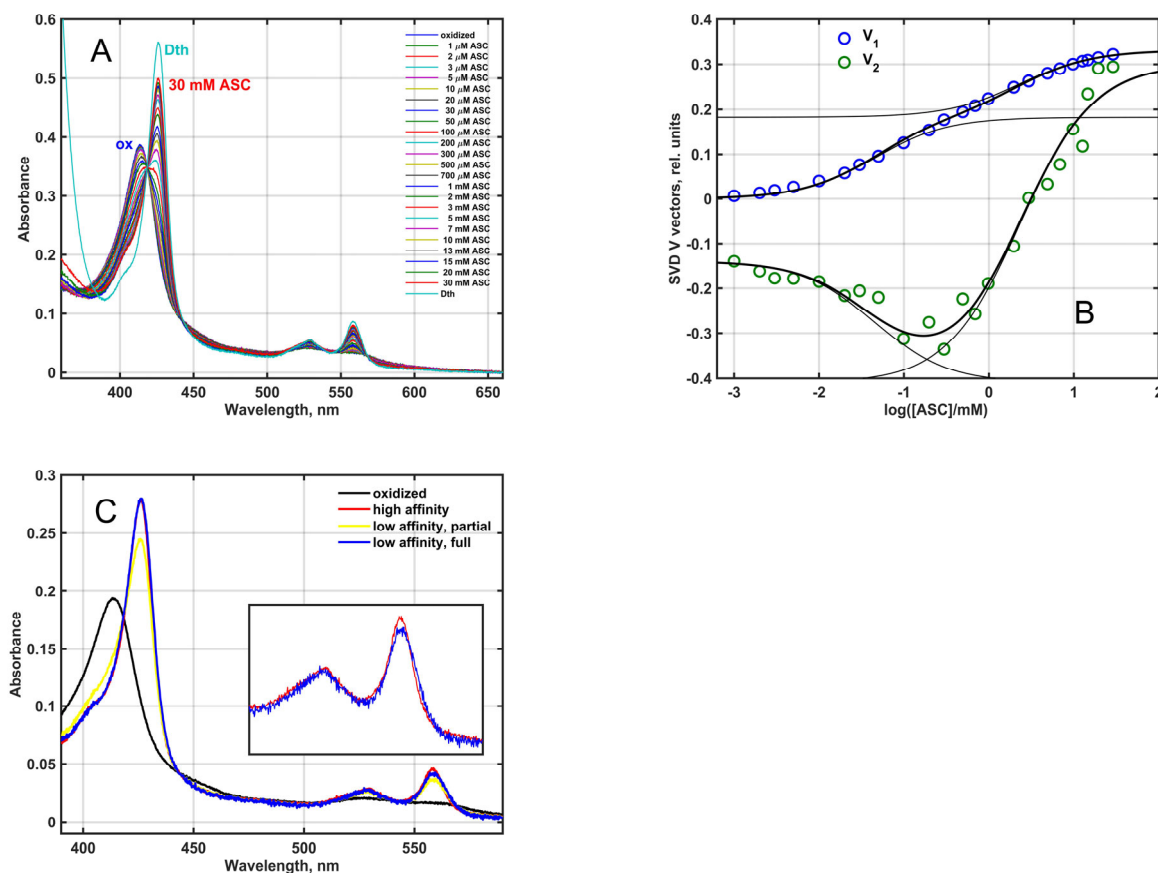 A
Dth
30 mM ASC
ox
oxidized
1 μM ASC
2 μM ASC
3 μM ASC
5 μM ASC
10 μM ASC
20 μM ASC
30 μM ASC
50 μM ASC
100 μM ASC
200 μM ASC
300 μM ASC
500 μM ASC
700 μM ASC
1 mM ASC
2 mM ASC
3 mM ASC
5 mM ASC
7 mM ASC
10 mM ASC
13 mM ASC
15 mM ASC
20 mM ASC
30 mM ASC
Dth
0.6
0.5
0.4
0.3
0.2
0.1
0
Absorbance
400 450 500 550 600 650
Wavelength, nm
V1
V2
B
0.4
0.3
0.2
0.1
0
-0.1
-0.2
-0.3
-0.4
SVD V vectors, rel. units
-3 -2 -1 0 1 2
log([ASC]/mM)
C
oxidized
high affinity
low affinity, partial
low affinity, full
0.3
0.25
0.2
0.15
0.1
0.05
0
Absorbance
400 450 500 550
Wavelength, nm